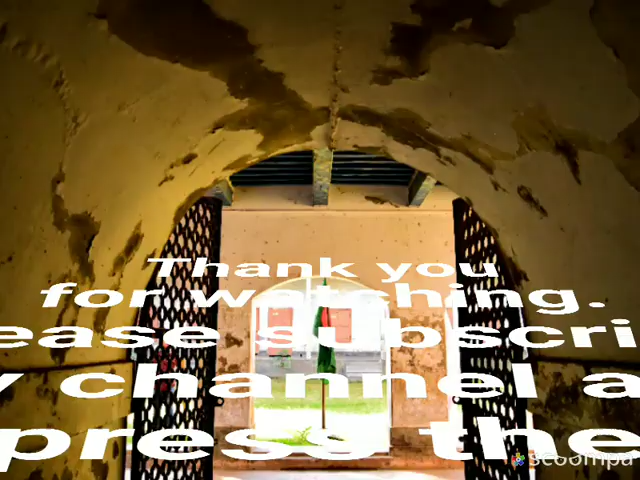 Thank you
for watching.
ease subscri
y channel a
press the
scoompa